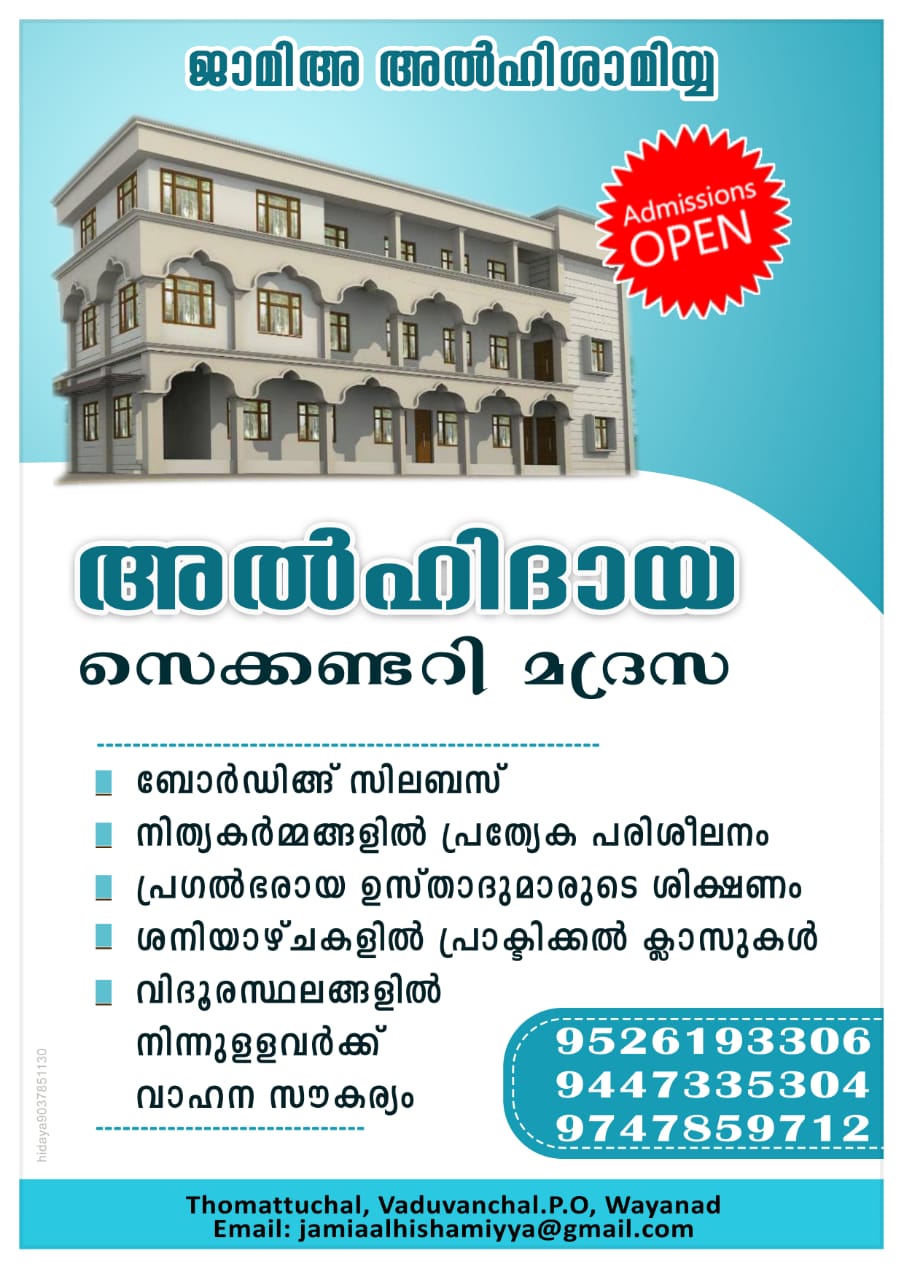 ജാമിഅ അൽഹിശാമിയ്യ
Admissions
OPEN
അൽഹിദായ
സെക്കണ്ടറി മദ്രസ
ബോർഡിങ്ങ് സിലബസ്
നിത്യകർമ്മങ്ങളിൽ പ്രത്യേക പരിശീലനം
പ്രഗൽഭരായ ഉസ്താദുമാരുടെ ശിക്ഷണം
ശനിയാഴ്ചകളിൽ പ്രാക്ടിക്കൽ ക്ലാസുകൾ
വിദൂരസ്ഥലങ്ങളിൽ
നിന്നുളളവർക്ക്
വാഹന സൗകര്യം
9526193306
9447335304
9747859712
hidaya9037851130
Thomattuchal, Vaduvanchal.P.O, Wayanad
Email: jamiaalhishamiyya@gmail.com